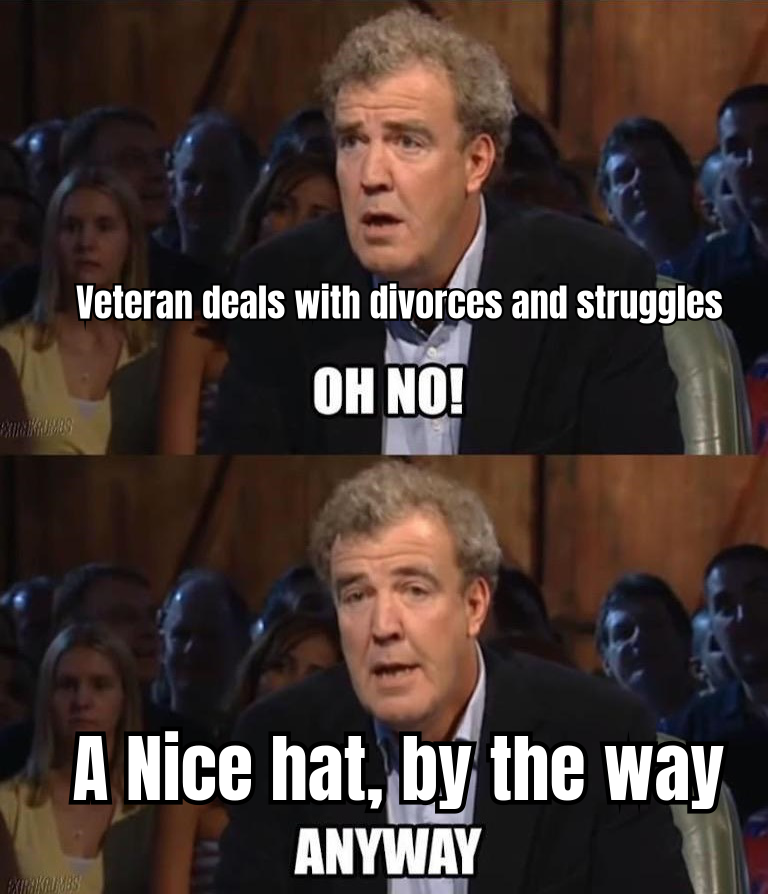 Veteran deals with divorces and struggles
OH NO!
A Nice hat, by the way
ANYWAY